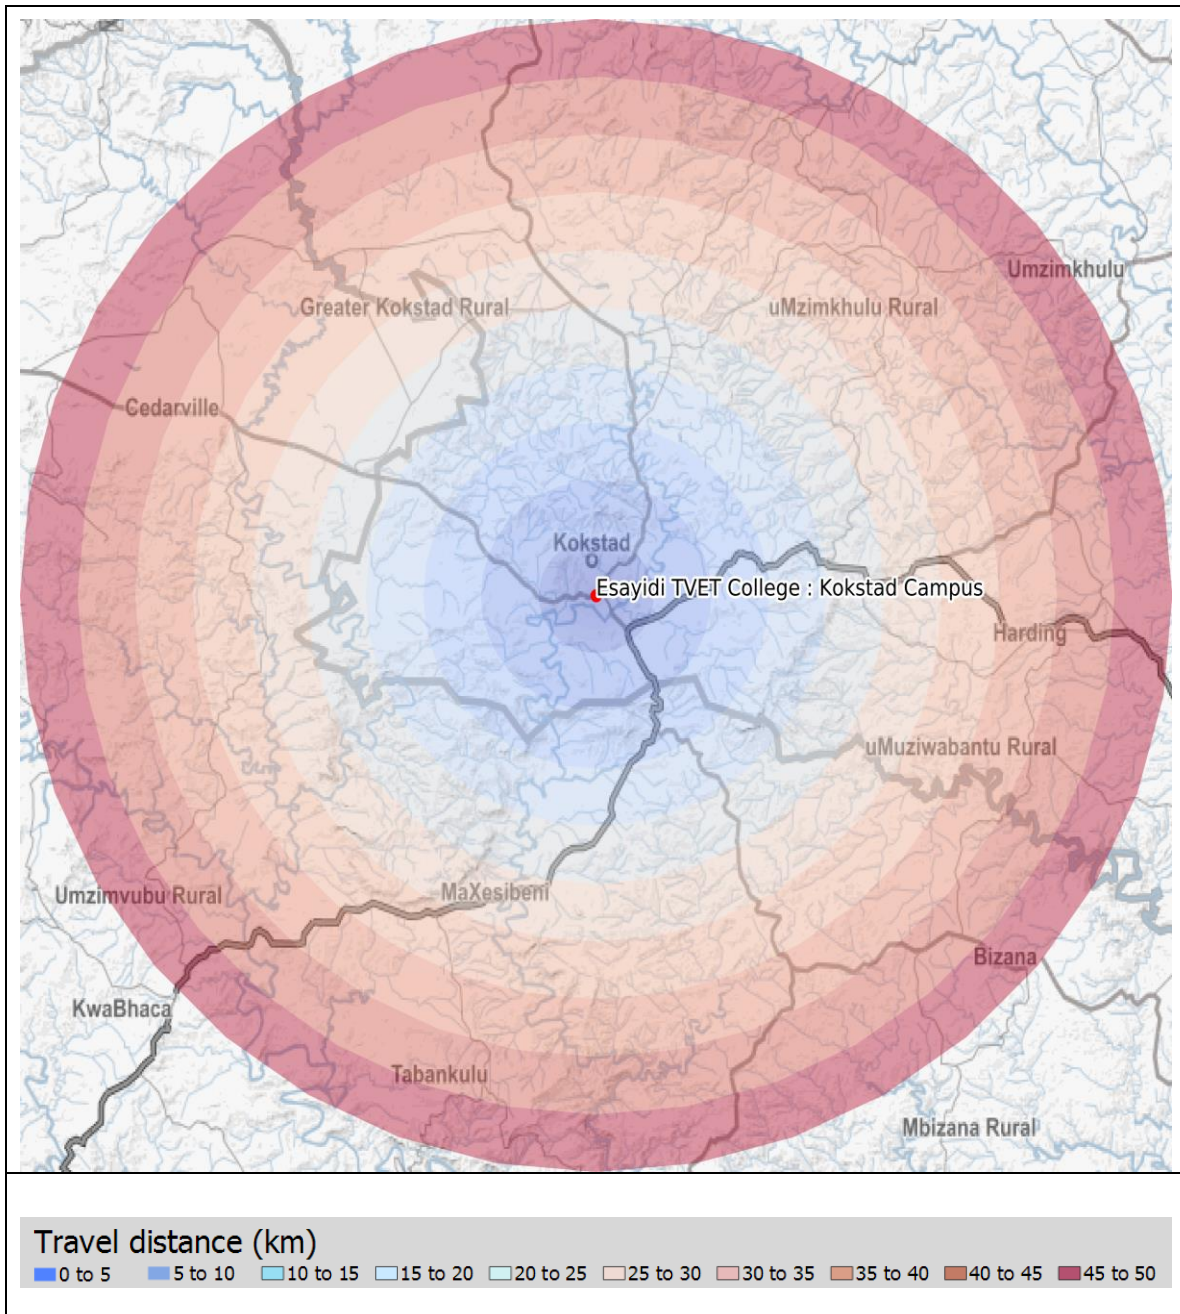 Umzimkhulu
Greater Kokstad Rural
uMzimkhulu Rural
Cedarville
Kokstad
Esayidi TVET College : Kokstad Campus
Harding
uMuziwabantu Rural
MaXesibeni
Umzimvubu Rural
Bizana
KwaBhaca
Tabankulu
Mbizana Rural
Travel distance (km)
0 to 5 5 to 10 10 to 15 15 to 20 20 to 25 25 to 30 30 to 35 35 to 40 40 to 45 45 to 50